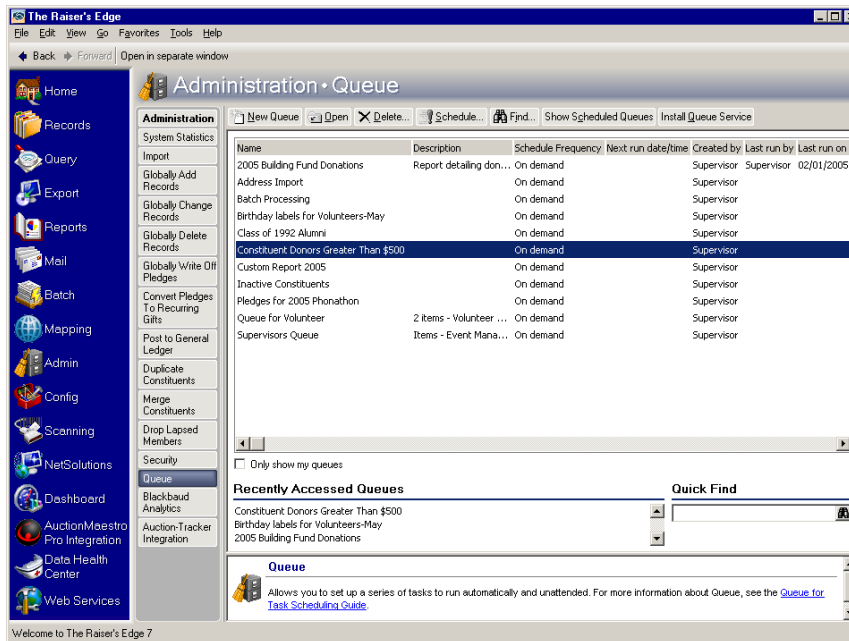 The Raiser's Edge
File Edit View Go Favorites Tools Help
Back Forward Open in separate window
Administration • Queue
Home
Records
Query
Export
Reports
Mail
Batch
Mapping
Admin
Config
Scanning
NetSolutions
Dashboard
AuctionMaestro
Pro Integration
Data Health
Center
Web Services
Administration
System Statistics
Import
Globally Add
Records
Globally Change
Records
Globally Delete
Records
Globally Write Off
Pledges
Convert Pledges
To Recurring
Gifts
Post to General
Ledger
Duplicate
Constituents
Merge
Constituents
Drop Lapsed
Members
Security
Queue
Blackbaud
Analytics
Auction-Tracker
Integration
New Queue Open Delete... Schedule... Find... Show Scheduled Queues Install Queue Service
Name Description Schedule Frequency Next run date/time Created by Last run by Last run on
2005 Building Fund Donations Report detailing don... On demand Supervisor Supervisor 02/01/2005
Address Import On demand Supervisor
Batch Processing On demand Supervisor
Birthday labels for Volunteers-May On demand Supervisor
Class of 1992 Alumni On demand Supervisor
Constituent Donors Greater Than $500 On demand Supervisor
Custom Report 2005 On demand Supervisor
Inactive Constituents On demand Supervisor
Pledges for 2005 Phonathon On demand Supervisor
Queue for Volunteer 2 items - Volunteer ... On demand Supervisor
Supervisors Queue Items - Event Mana... On demand Supervisor
Only show my queues
Recently Accessed Queues
Constituent Donors Greater Than $500
Birthday labels for Volunteers-May
2005 Building Fund Donations
Quick Find
Queue
Allows you to set up a series of tasks to run automatically and unattended. For more information about Queue, see the Queue for
Task Scheduling Guide.
Welcome to The Raiser's Edge 7